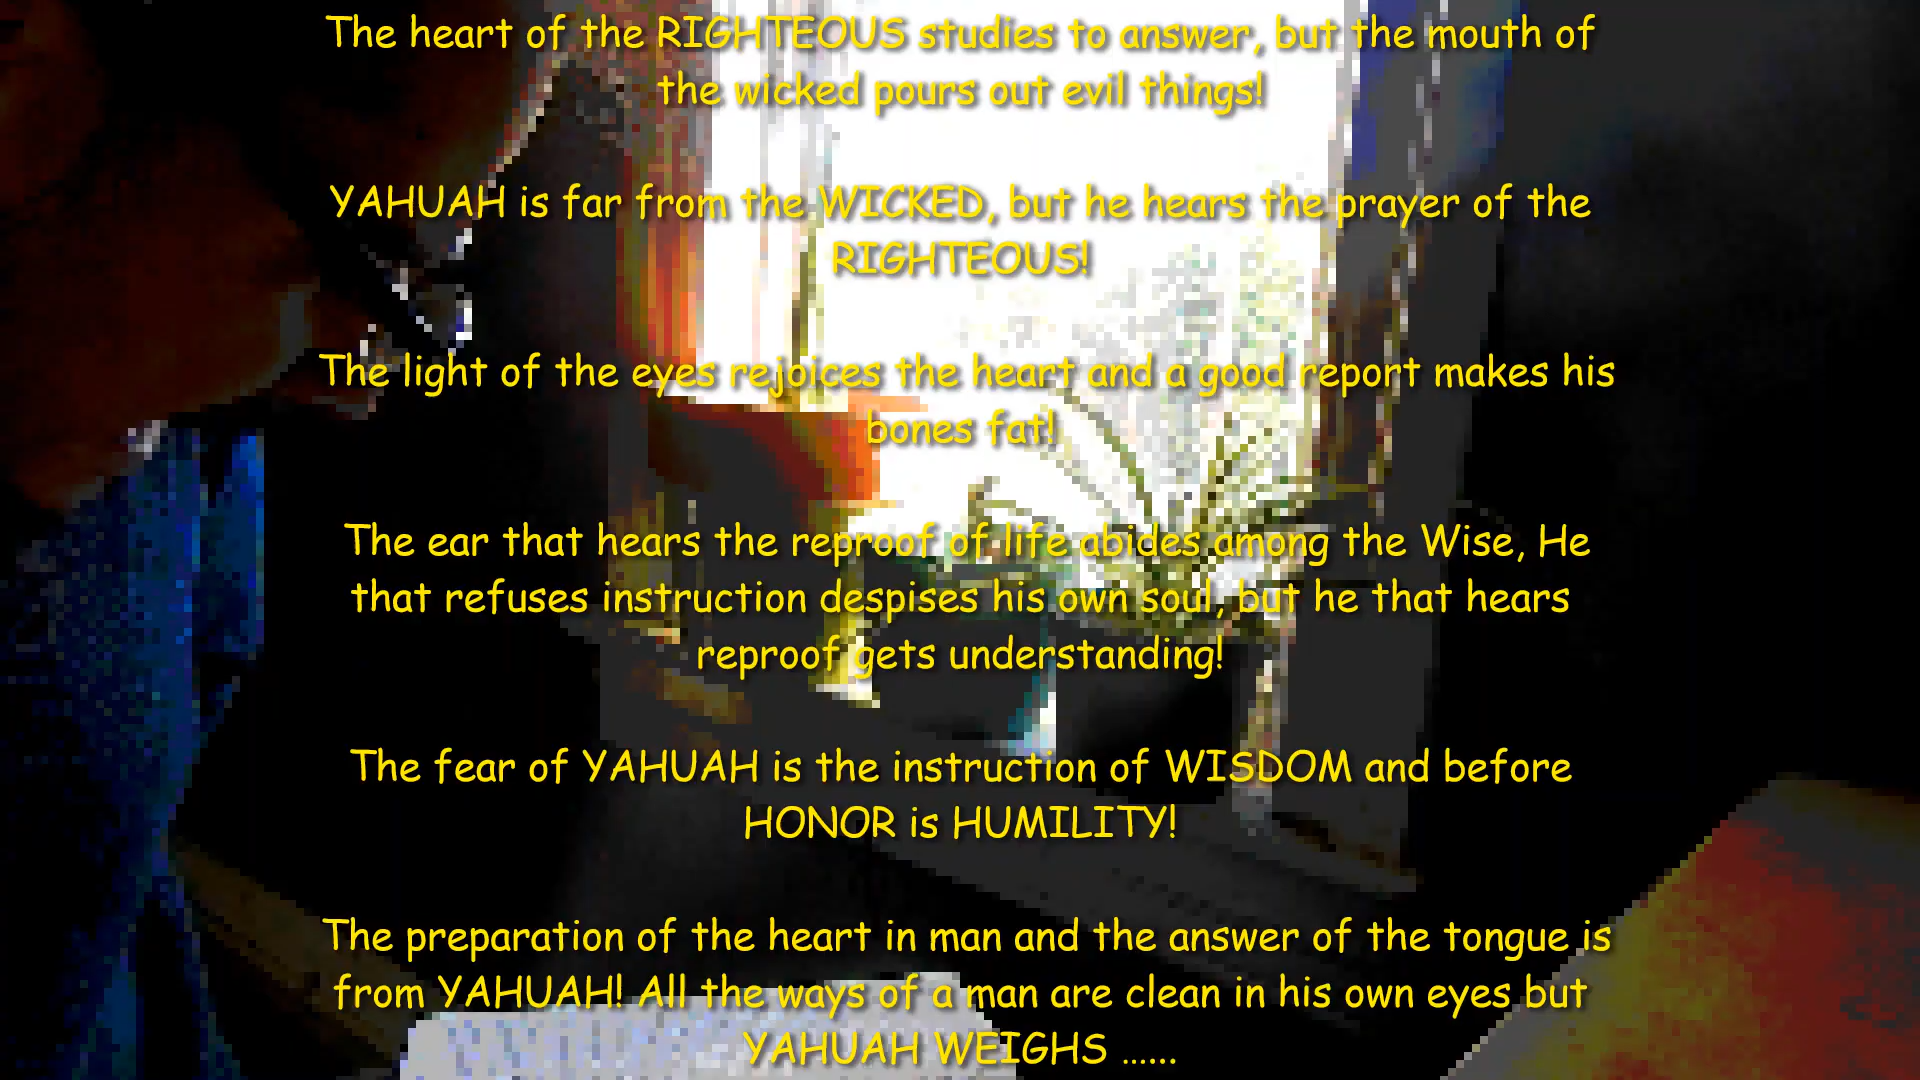 The heart of the RIGHTEOUS studies to answer, but the mouth of
the wicked pours out evil things!
YAHUAH is far from the WICKED, but he hears the prayer of the
RIGHTEOUS!
The light of the eyes rejoices the heart and a good report makes his
bones fat!
The ear that hears the reproof of life abides among the Wise, He
that refuses instruction despises his own soul, but he that hears
reproof gets understanding!
The fear of YAHUAH is the instruction of WISDOM and before
HONOR is HUMILITY!
The preparation of the heart in man and the answer of the tongue is
from YAHUAH! All the ways of a man are clean in his own eyes but
YAHUAH WEIGHS ......